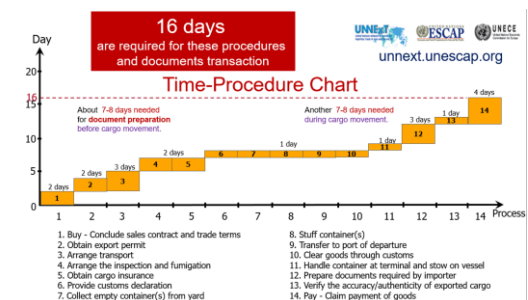 16 days
are required for these procedures
and documents transaction
UNNExT
ESCAP
UNECE
unnext.unescap.org
Day
Time-Procedure Chart
20
16
15
10
5
0
About 7-8 days needed
for document preparation
before cargo movement.
Another 7-8 days needed
during cargo movement.
2 days
2 days
3 days
2 days
1 day
1 day
3 days
1 day
4 days
1
2
3
4
5
6
7
8
9
10
11
12
13
14
1 2 3 4 5 6 7 8 9 10 11 12 13 14 Process
1. Buy - Conclude sales contract and trade terms
2. Obtain export permit
3. Arrange transport
4. Arrange the inspection and fumigation
5. Obtain cargo insurance
6. Provide customs declaration
7. Collect empty container(s) from yard
8. Stuff container(s)
9. Transfer to port of departure
10. Clear goods through customs
11. Handle container at terminal and stow on vessel
12. Prepare documents required by importer
13. Verify the accuracy/authenticity of exported cargo
14. Pay - Claim payment of goods